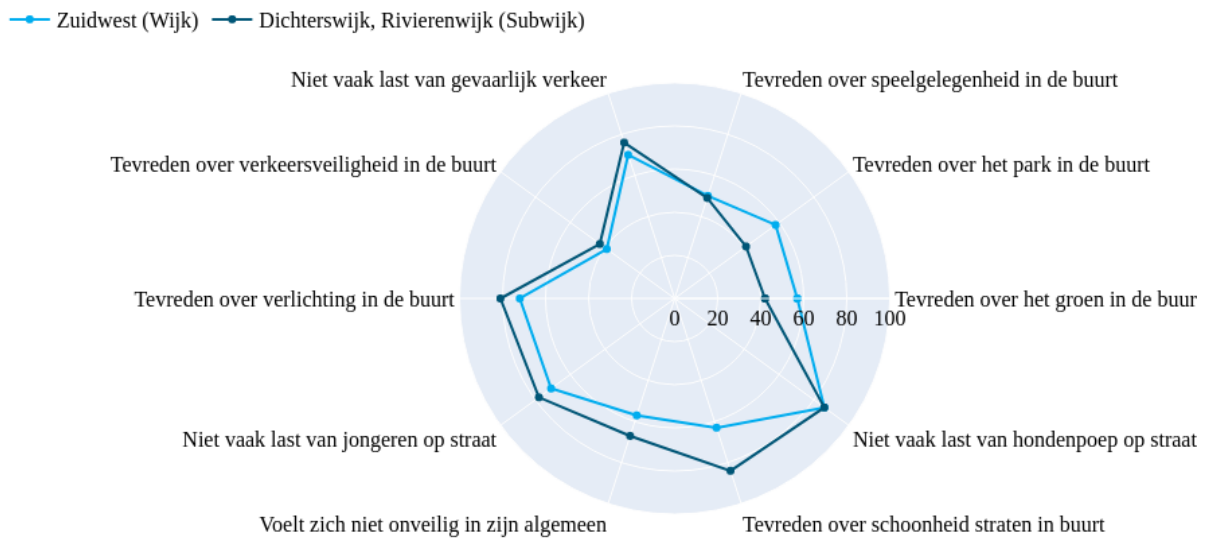 Zuidwest (Wijk) Dichterswijk, Rivierenwijk (Subwijk)
Niet vaak last van gevaarlijk verkeer Tevreden over speelgelegenheid in de buurt
Tevreden over verkeersveiligheid in de buurt Tevreden over het park in de buurt
Tevreden over verlichting in de buurt Tevreden over het groen in de buur
0 20 40 60 80 100
Niet vaak last van jongeren op straat Niet vaak last van hondenpoep op straat
Voelt zich niet onveilig in zijn algemeen Tevreden over schoonheid straten in buurt